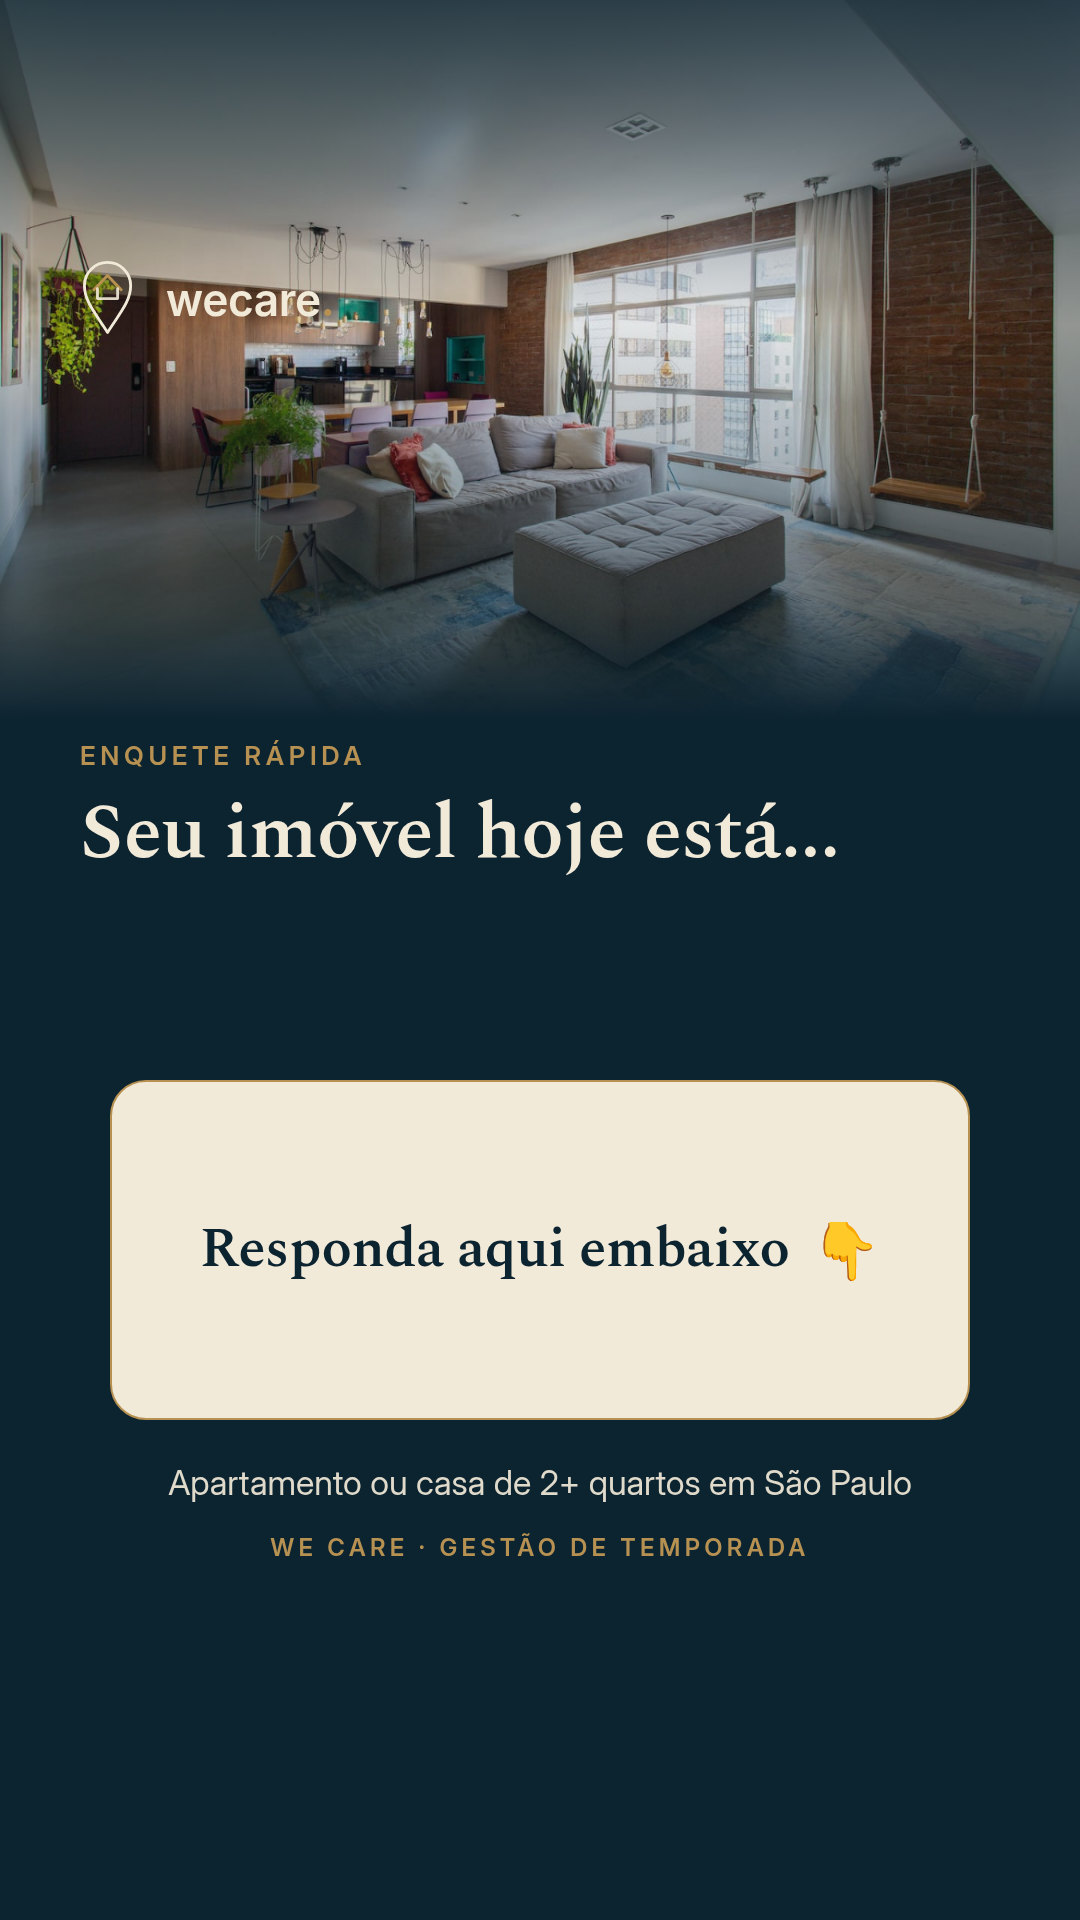 wecare
ENQUETE RÁPIDA
Seu imóvel hoje está...
Responda aqui embaixo 👇
Apartamento ou casa de 2+ quartos em São Paulo
WE CARE · GESTÃO DE TEMPORADA